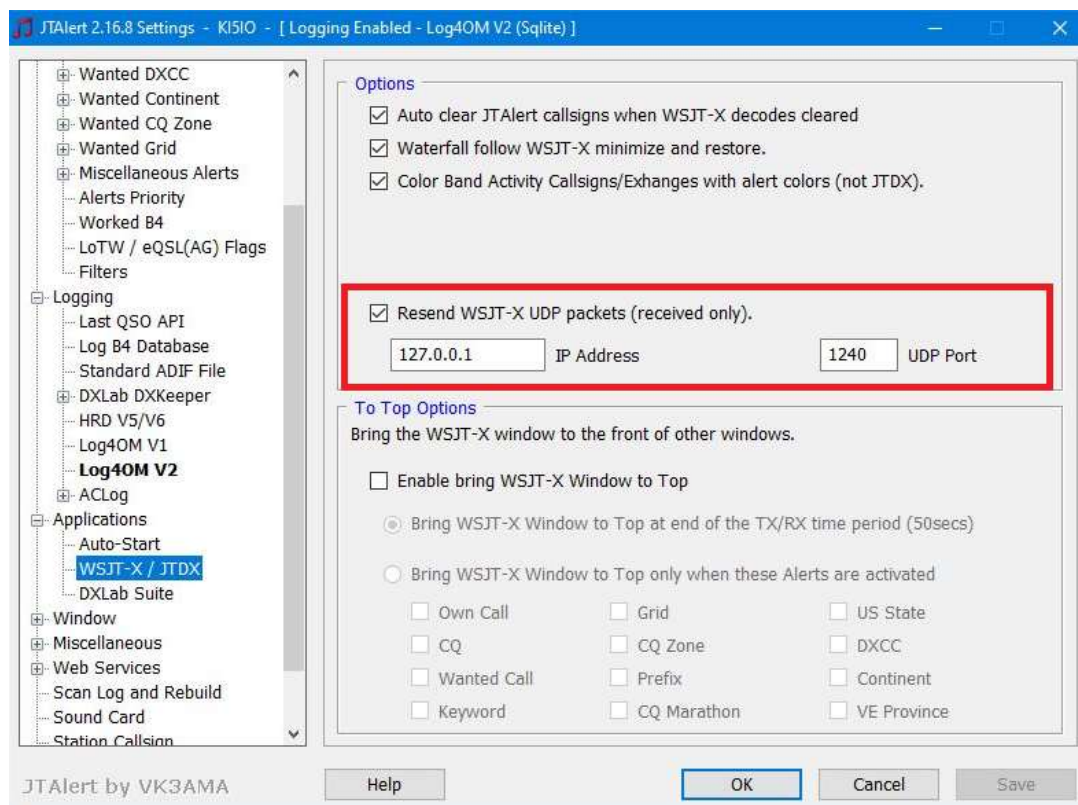 JTAlert 2.16.8 Settings - KI5IO - [ Logging Enabled - Log4OM V2 (Sqlite) ]
Wanted DXCC
Wanted Continent
Wanted CQ Zone
Wanted Grid
Miscellaneous Alerts
Alerts Priority
Worked B4
LoTW / eQSL(AG) Flags
Filters
Logging
Last QSO API
Log B4 Database
Standard ADIF File
DXLab DXKeeper
HRD V5/V6
Log4OM V1
Log4OM V2
ACLog
Applications
Auto-Start
WSJT-X / JTDX
DXLab Suite
Window
Miscellaneous
Web Services
Scan Log and Rebuild
Sound Card
Station Callsign
Options
Auto clear JTAlert callsigns when WSJT-X decodes cleared
Waterfall follow WSJT-X minimize and restore.
Color Band Activity Callsigns/Exhanges with alert colors (not JTDX).
Resend WSJT-X UDP packets (received only).
127.0.0.1 IP Address 1240 UDP Port
To Top Options
Bring the WSJT-X window to the front of other windows.
Enable bring WSJT-X Window to Top
Bring WSJT-X Window to Top at end of the TX/RX time period (50secs)
Bring WSJT-X Window to Top only when these Alerts are activated
Own Call Grid US State
CQ CQ Zone DXCC
Wanted Call Prefix Continent
Keyword CQ Marathon VE Province
JTAlert by VK3AMA Help OK Cancel Save